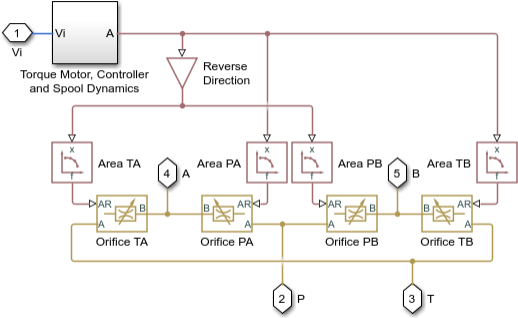 1
Vi
Vi
A
Torque Motor, Controller
and Spool Dynamics
Reverse
Direction
x
f
Area TA
4
A
Area PA
x
f
x
f
Area PB
5
B
Area TB
x
f
AR
B
A
Orifice TA
B
AR
A
Orifice PA
AR
B
A
Orifice PB
B
AR
A
Orifice TB
2
P
3
T